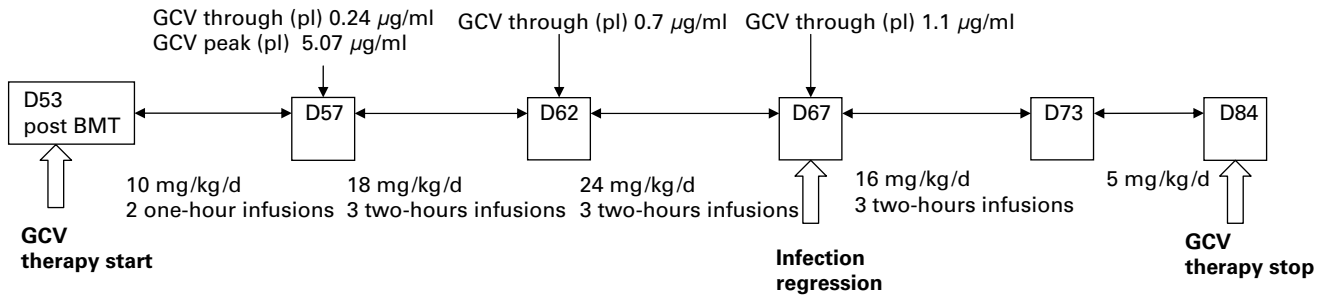 GCV through (pl) 0.24 µg/ml
GCV peak (pl) 5.07 µg/ml
GCV through (pl) 0.7 µg/ml
GCV through (pl) 1.1 µg/ml
D53
post BMT
D57
D62
D67
D73
D84
10 mg/kg/d
2 one-hour infusions
18 mg/kg/d
3 two-hours infusions
24 mg/kg/d
3 two-hours infusions
16 mg/kg/d
3 two-hours infusions
5 mg/kg/d
GCV
therapy start
Infection
regression
GCV
therapy stop